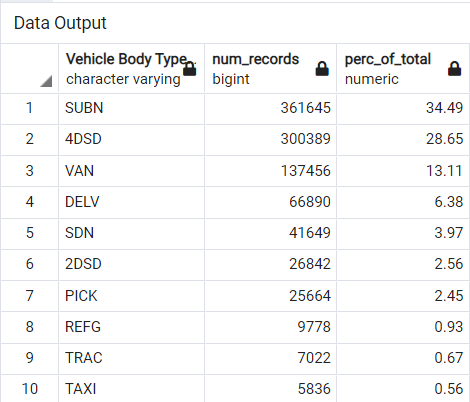 Data Output
Vehicle Body Type num_records perc_of_total
character varying bigint numeric
1 SUBN 361645 34.49
2 4DSD 300389 28.65
3 VAN 137456 13.11
4 DELV 66890 6.38
5 SDN 41649 3.97
6 2DSD 26842 2.56
7 PICK 25664 2.45
8 REFG 9778 0.93
9 TRAC 7022 0.67
10 TAXI 5836 0.56